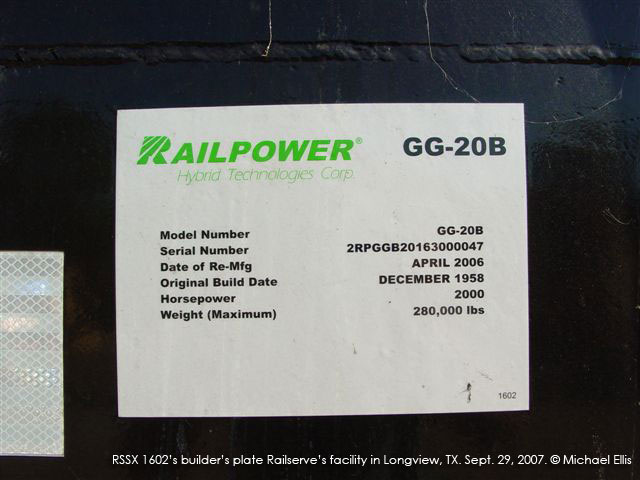 RAILPOWER® GG-20B
Hybrid Technologies Corp.
Model Number GG-20B
Serial Number 2RPGGB20163000047
Date of Re-Mfg APRIL 2006
Original Build Date DECEMBER 1958
Horsepower 2000
Weight (Maximum) 280,000 lbs
1602
RSSX 1602's builder's plate Railserve's facility in Longview, TX. Sept. 29, 2007. © Michael Ellis